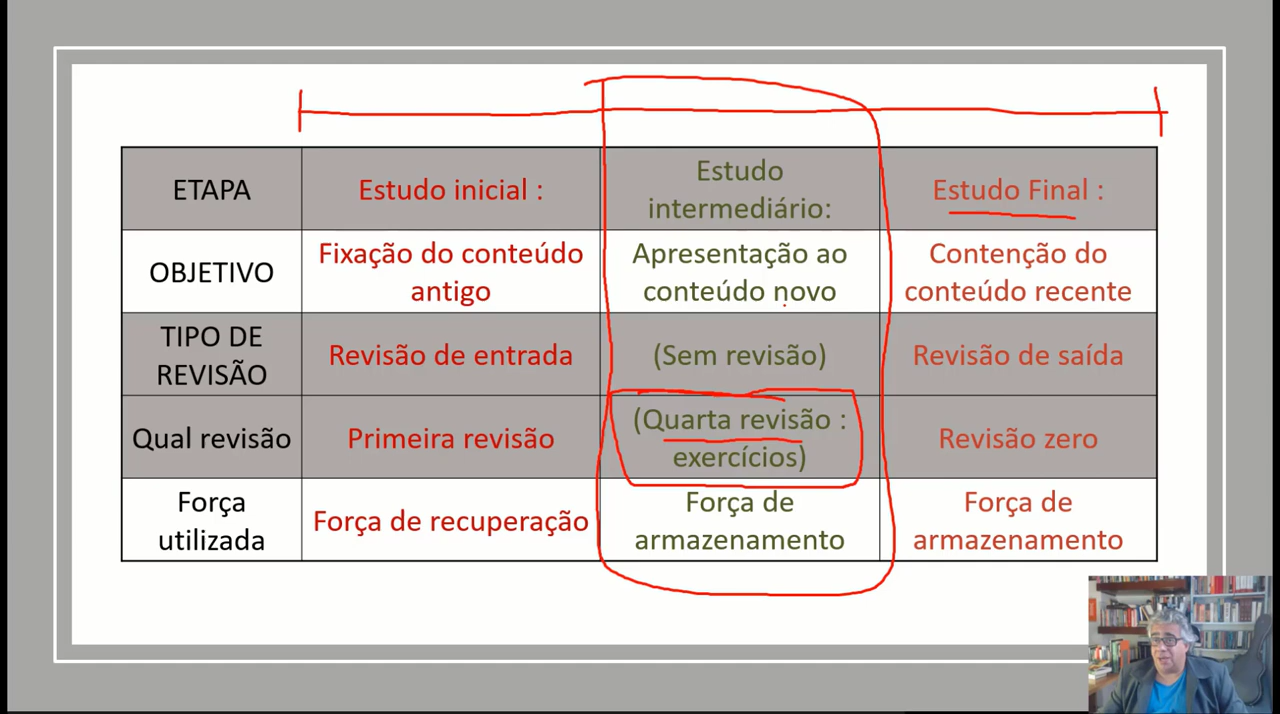 ETAPA
Estudo inicial :
Estudo
intermediário:
Estudo Final :
OBJETIVO
Fixação do conteúdo
antigo
Apresentação ao
conteúdo novo
Contenção do
conteúdo recente
TIPO DE
REVISÃO
Revisão de entrada
(Sem revisão)
Revisão de saída
Qual revisão
Primeira revisão
(Quarta revisão :
exercícios)
Revisão zero
Força
utilizada
Força de recuperação
Força de
armazenamento
Força de
armazenamento